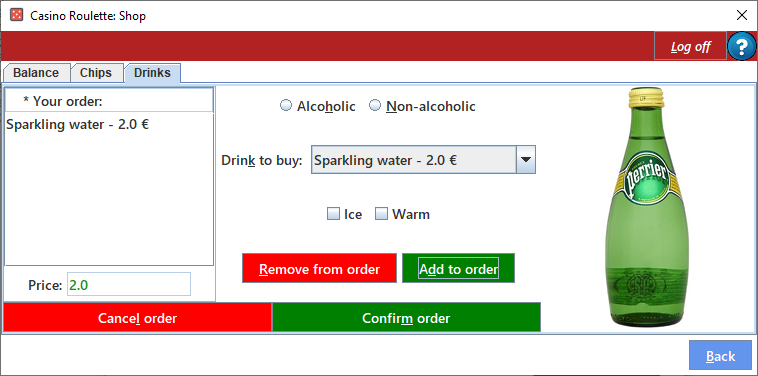 Casino Roulette: Shop
Log off
?
Balance Chips Drinks
* Your order:
Sparkling water - 2.0 €
Alcoholic Non-alcoholic
Drink to buy: Sparkling water - 2.0 €
Ice Warm
Remove from order Add to order
Price: 2.0
Cancel order Confirm order
Perrier
Back